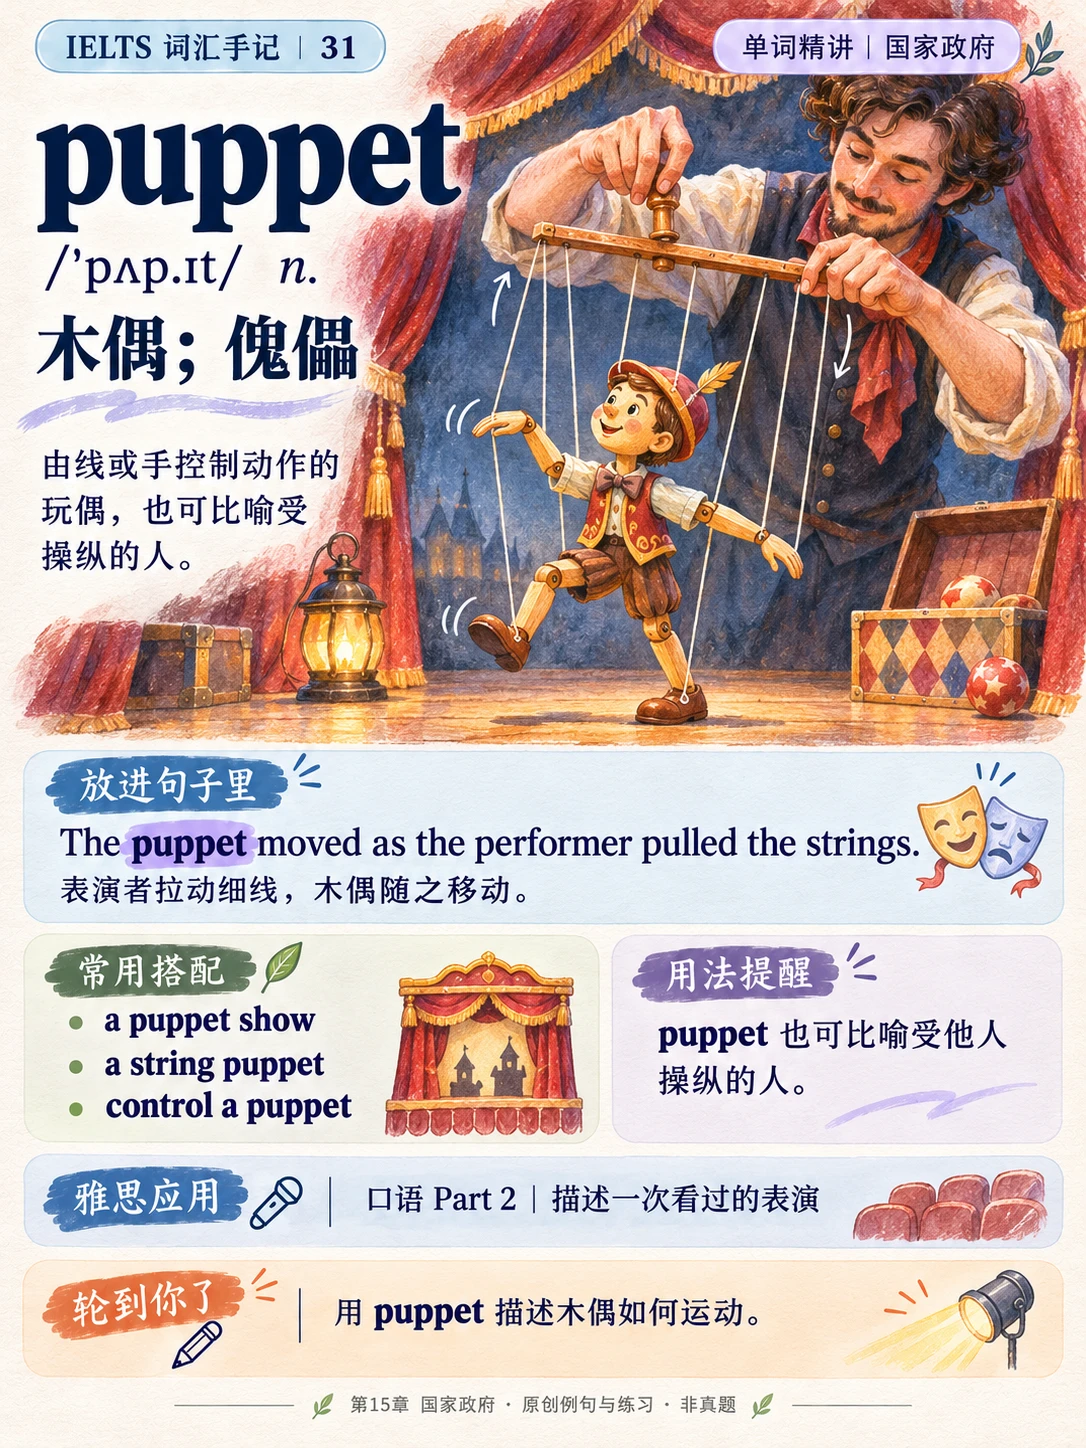 IELTS 词汇手记 | 31
单词精讲 | 国家政府
puppet
/ˈpʌp.ɪt/ n.
木偶；傀儡
由线或手控制动作的
玩偶，也可比喻受
操纵的人。
放进句子里
The puppet moved as the performer pulled the strings.
表演者拉动细线，木偶随之移动。
常用搭配
• a puppet show
• a string puppet
• control a puppet
用法提醒
puppet 也可比喻受他人
操纵的人。
雅思应用
口语 Part 2 | 描述一次看过的表演
轮到你了
用 puppet 描述木偶如何运动。
第15章 国家政府 · 原创例句与练习 · 非真题